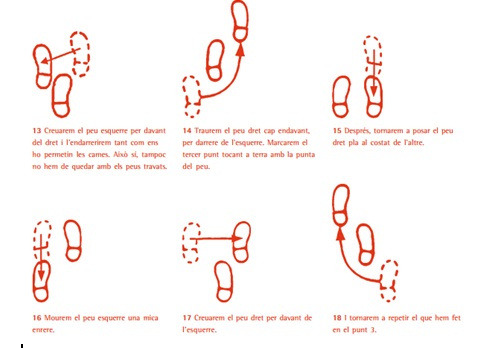 13 Creuarem el peu esquerre per davant
del dret i l'endarrerirem tant com ens
ho permetin les cames. Això sí, tampoc
no hem de quedar amb els peus travats.
14 Traurem el peu dret cap endavant,
per darrere de l'esquerre. Marcarem el
tercer punt tocant a terra amb la punta
del peu.
15 Després, tornarem a posar el peu
dret pla al costat de l'altre.
16 Mourem el peu esquerre una mica
enrere.
17 Creuarem el peu dret per davant de
l'esquerre.
18 I tornarem a repetir el que hem fet
en el punt 3.